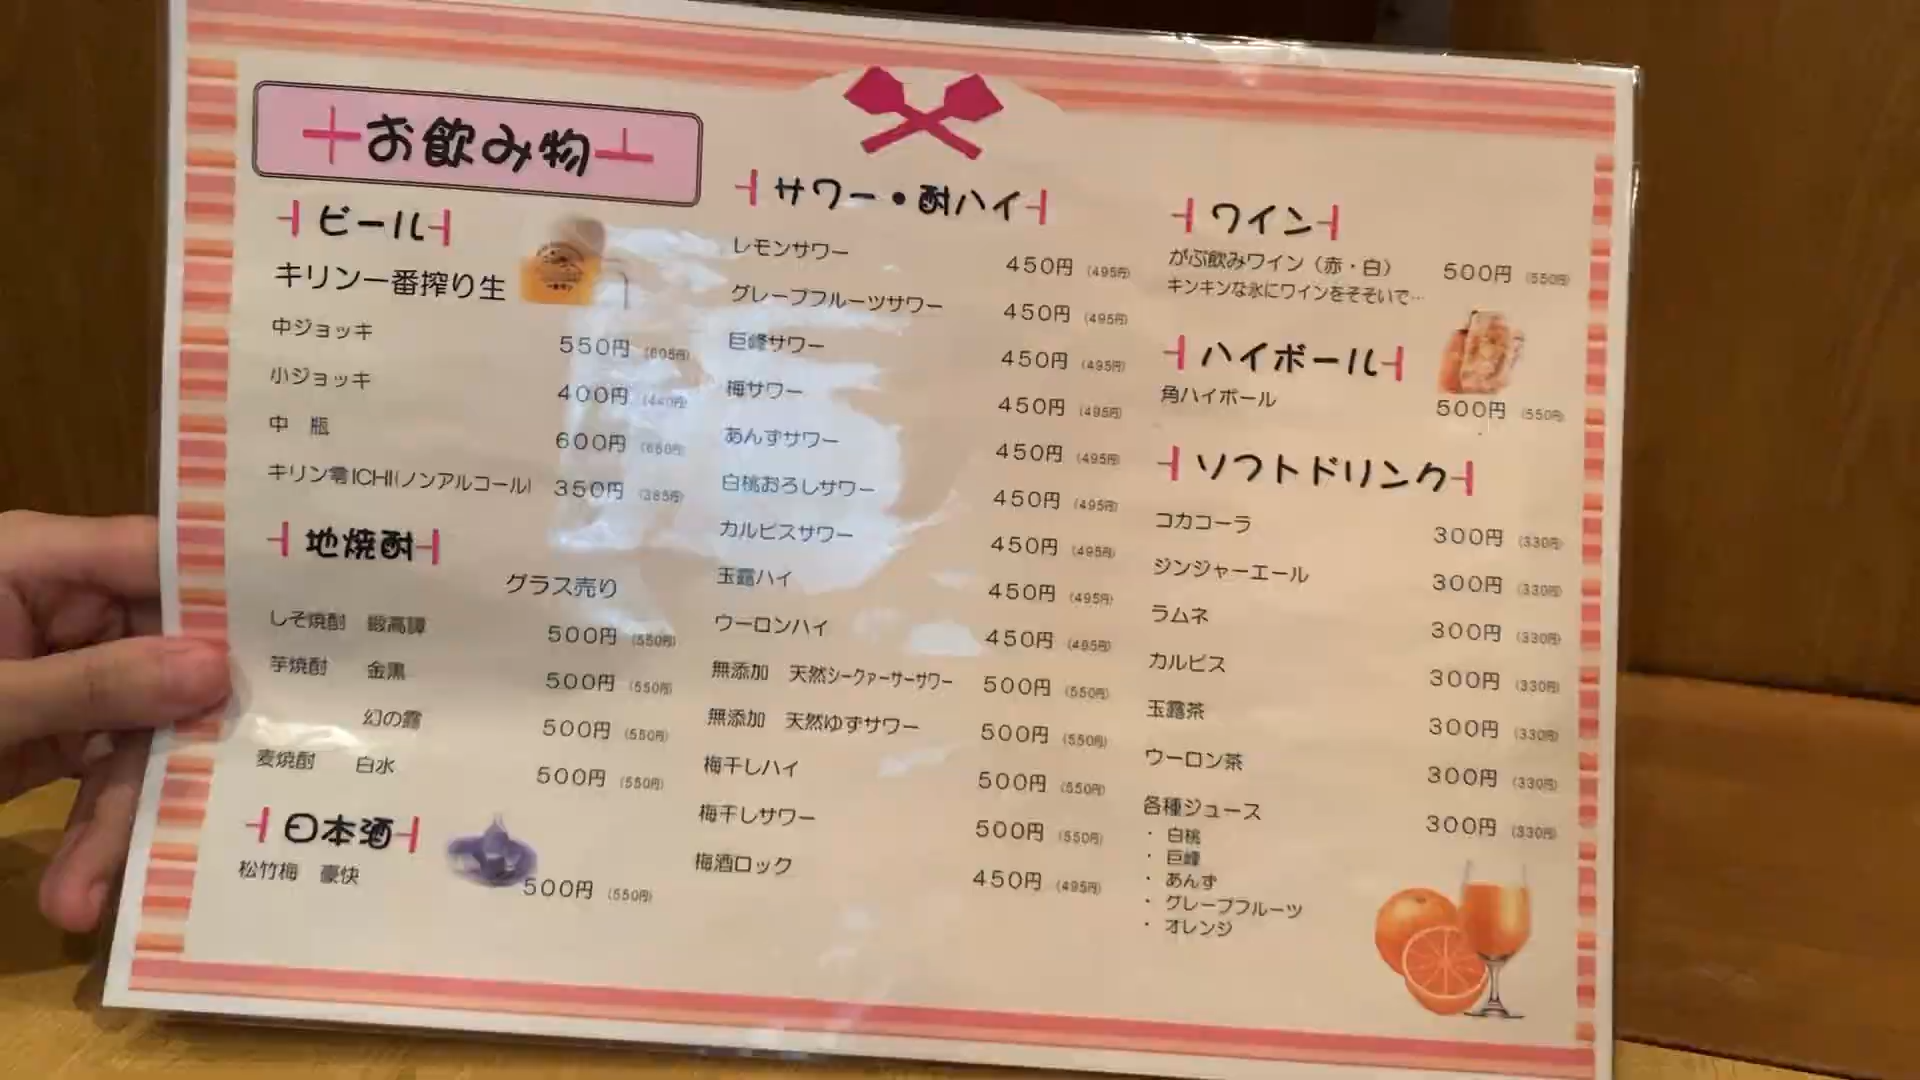 お飲み物
ビール
キリン一番搾り生
中ジョッキ 550円 (605円)
小ジョッキ 400円 (440円)
中 瓶 600円 (660円)
キリン零ICHI(ノンアルコール) 350円 (385円)
地焼酎
グラス売り
しそ焼酎 鍛高譚 500円 (550円)
芋焼酎 金黒 500円 (550円)
幻の露 500円 (550円)
麦焼酎 白水 500円 (550円)
日本酒
松竹梅 豪快 500円 (550円)
サワー・酎ハイ
レモンサワー 450円 (495円)
グレープフルーツサワー 450円 (495円)
巨峰サワー 450円 (495円)
梅サワー 450円 (495円)
あんずサワー 450円 (495円)
白桃おろしサワー 450円 (495円)
カルピスサワー 450円 (495円)
玉露ハイ 450円 (495円)
ウーロンハイ 450円 (495円)
無添加 天然シークァーサーサワー 500円 (550円)
無添加 天然ゆずサワー 500円 (550円)
梅干しハイ 500円 (550円)
梅干しサワー 500円 (550円)
梅酒ロック 450円 (495円)
ワイン
がぶ飲みワイン(赤・白) 500円 (550円)
キンキンな氷にワインをそそいで…
ハイボール
角ハイボール 500円 (550円)
ソフトドリンク
コカコーラ 300円 (330円)
ジンジャーエール 300円 (330円)
ラムネ 300円 (330円)
カルピス 300円 (330円)
玉露茶 300円 (330円)
ウーロン茶 300円 (330円)
各種ジュース 300円 (330円)
・ 白桃
・ 巨峰
・ あんず
・ グレープフルーツ
・ オレンジ